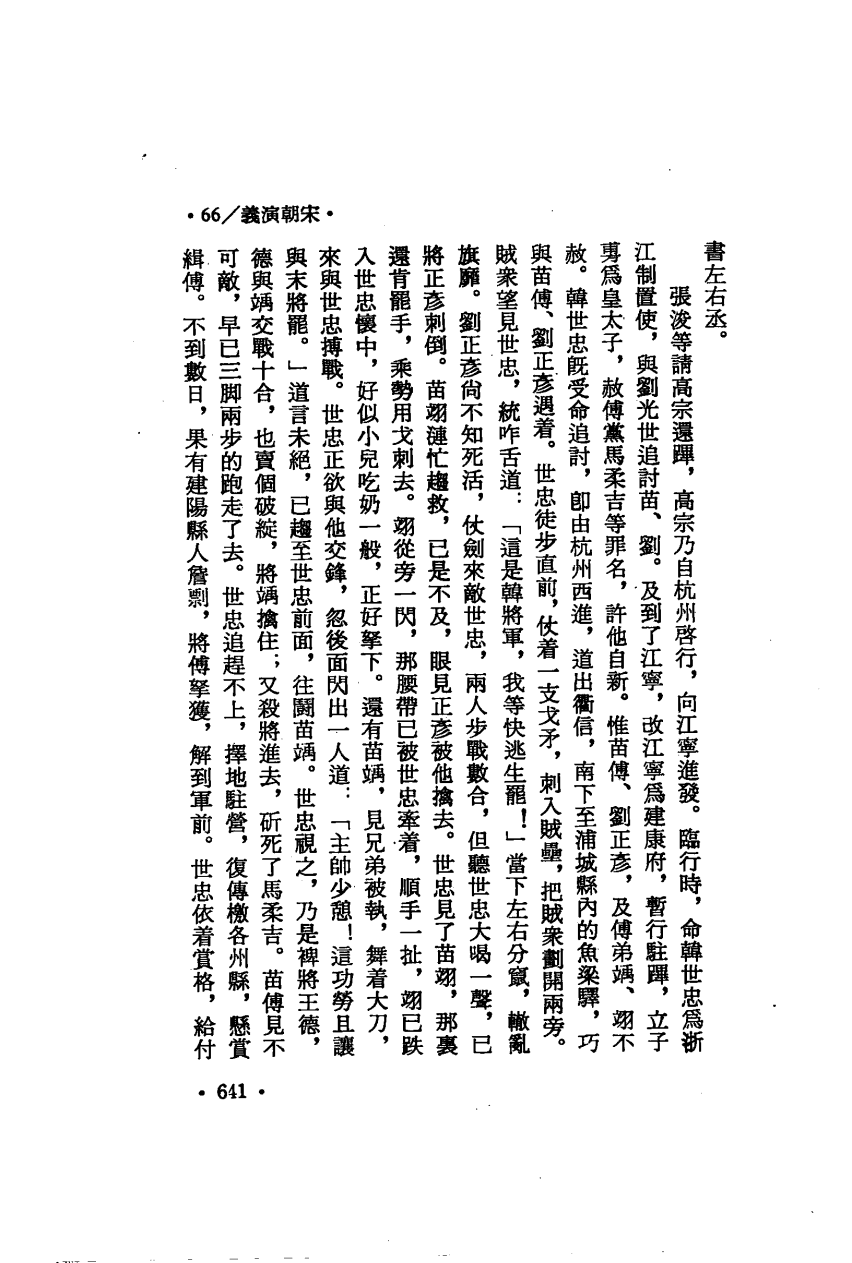 •66／義演朝宋•
書左右丞。
張浚等請高宗還蹕，高宗乃自杭州啓行，向江寧進發。臨行時，命韓世忠爲浙
江制置使，與劉光世追討苗、劉。及到了江寧，改江寧爲建康府，暫行駐蹕，立子
旉爲皇太子，赦傅黨馬柔吉等罪名，許他自新。惟苗傅、劉正彥，及傅弟竬、翊不
赦。韓世忠旣受命追討，卽由杭州西進，道出衢信，南下至浦城縣內的魚梁驛，巧
與苗傅、劉正彥遇着。世忠徒步直前，仗着一支戈矛，刺入賊壘，把賊衆劃開兩旁。
賊衆望見世忠，統咋舌道：「這是韓將軍，我等快逃生罷！」當下左右分竄，轍亂
旗靡。劉正彥尙不知死活，仗劍來敵世忠，兩人步戰數合，但聽世忠大喝一聲，已
將正彥刺倒。苗翊漣忙趨救，已是不及，眼見正彥被他擒去。世忠見了苗翊，那裏
還肯罷手，乘勢用戈刺去。翊從旁一閃，那腰帶已被世忠牽着，順手一扯，翊已跌
入世忠懷中，好似小兒吃奶一般，正好拏下。還有苗竬，見兄弟被執，舞着大刀，
來與世忠搏戰。世忠正欲與他交鋒，忽後面閃出一人道：「主帥少憩！這功勞且讓
與末將罷。」道言未絕，已趨至世忠前面，往鬭苗竬。世忠視之，乃是裨將王德，
德與竬交戰十合，也賣個破綻，將竬擒住；又殺將進去，斫死了馬柔吉。苗傅見不
可敵，早已三脚兩步的跑走了去。世忠追趕不上，擇地駐營，復傳檄各州縣，懸賞
緝傅。不到數日，果有建陽縣人詹剽，將傅拏獲，解到軍前。世忠依着賞格，給付
•641•